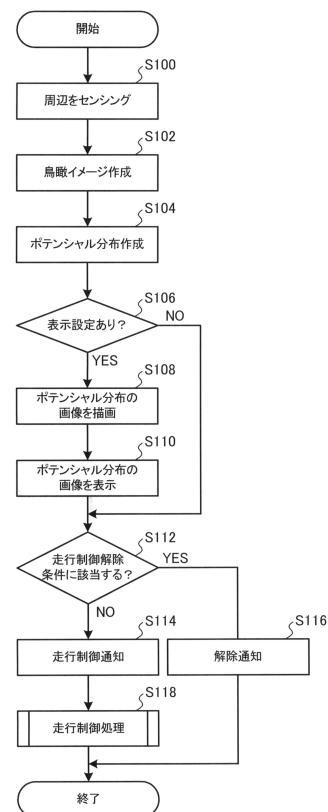 開始
S100
周辺をセンシング
S102
鳥瞰イメージ作成
S104
ポテンシャル分布作成
S106
表示設定あり?
NO
YES
S108
ポテンシャル分布の
画像を描画
S110
ポテンシャル分布の
画像を表示
S112
走行制御解除
条件に該当する?
YES
NO
S114
走行制御通知
S116
解除通知
S118
走行制御処理
終了